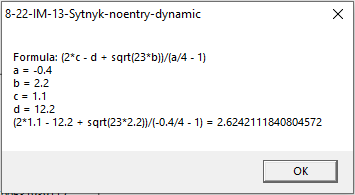 8-22-IM-13-Sytnyk-noentry-dynamic
Formula: (2*c - d + sqrt(23*b))/(a/4 - 1)
a = -0.4
b = 2.2
c = 1.1
d = 12.2
(2*1.1 - 12.2 + sqrt(23*2.2))/(-0.4/4 - 1) = 2.6242111840804572
OK